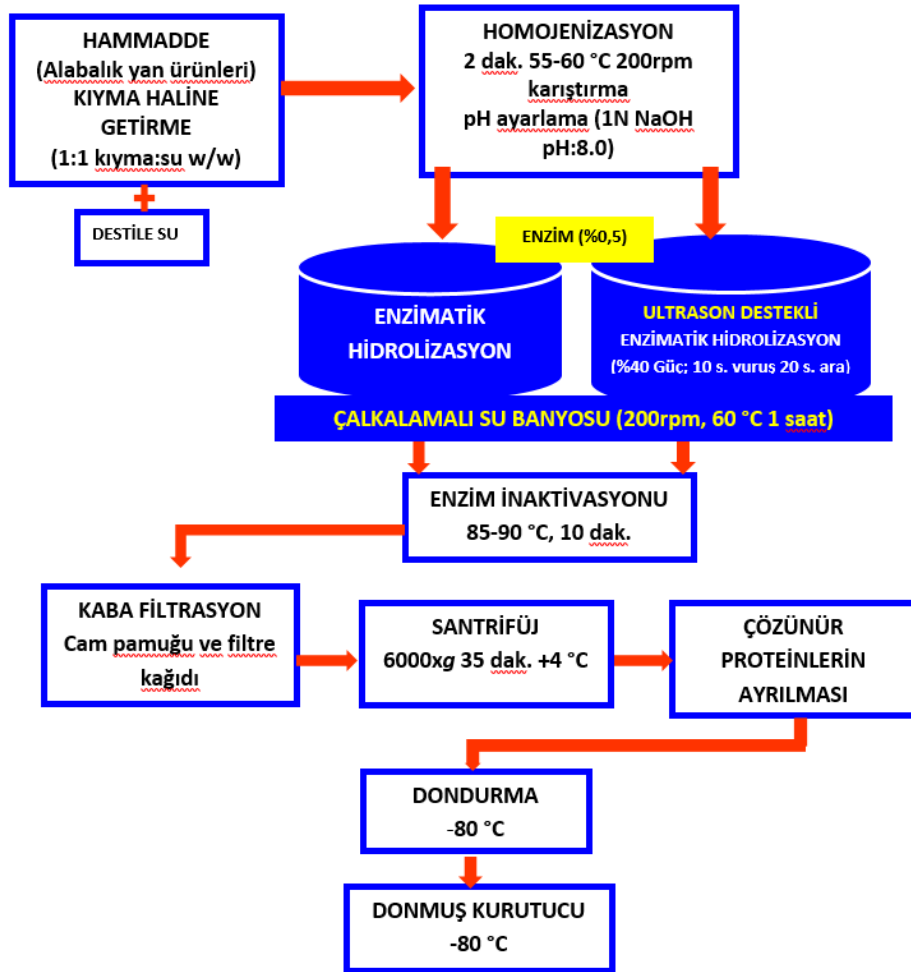 HAMMADDE
(Alabalık yan ürünleri)
KIYMA HALİNE
GETİRME
(1:1 kıyma:su w/w)
+
DESTİLE SU
HOMOJENİZASYON
2 dak. 55-60 °C 200rpm
karıştırma
pH ayarlama (1N NaOH
pH:8.0)
ENZİM (%0,5)
ENZİMATİK
HİDROLİZASYON
ULTRASON DESTEKLİ
ENZİMATİK HİDROLİZASYON
(%40 Güç; 10 s. vuruş 20 s. ara)
ÇALKALAMALI SU BANYOSU (200rpm, 60 °C 1 saat)
ENZİM İNAKTİVASYONU
85-90 °C, 10 dak.
KABA FİLTRASYON
Cam pamuğu ve filtre
kağıdı
SANTRİFÜJ
6000xg 35 dak. +4 °C
ÇÖZÜNÜR
PROTEİNLERİN
AYRILMASI
DONDURMA
-80 °C
DONMUŞ KURUTUCU
-80 °C